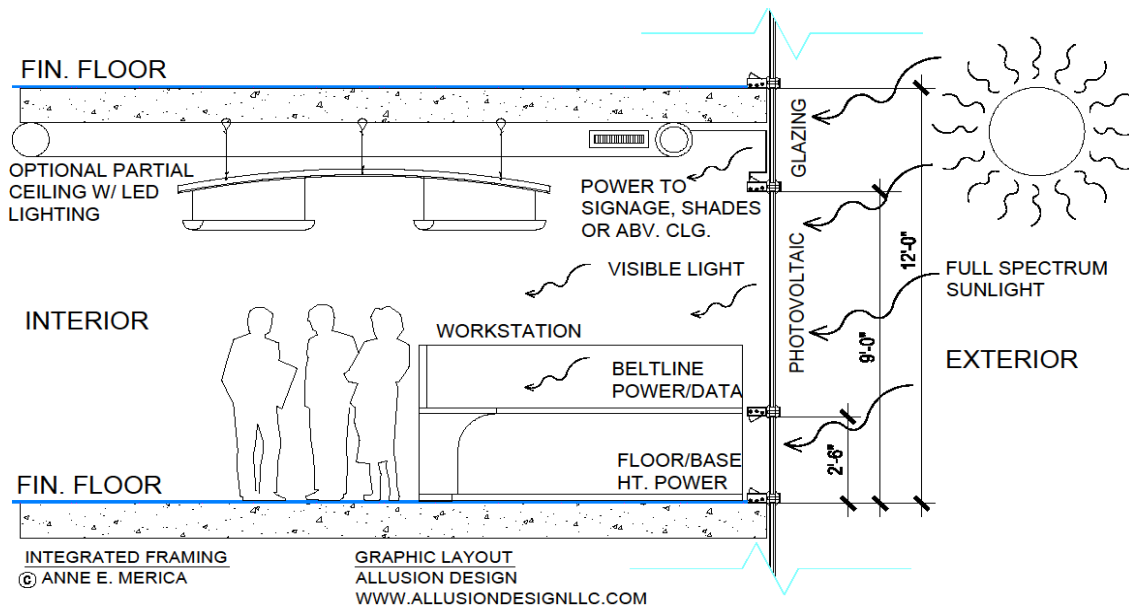 FIN. FLOOR
OPTIONAL PARTIAL
CEILING W/ LED
LIGHTING
POWER TO
SIGNAGE, SHADES
OR ABV. CLG.
GLAZING
PHOTOVOLTAIC
12'-0"
9'-0"
2'-6"
FULL SPECTRUM
SUNLIGHT
VISIBLE LIGHT
INTERIOR
WORKSTATION
EXTERIOR
BELTLINE
POWER/DATA
FLOOR/BASE
HT. POWER
FIN. FLOOR
INTEGRATED FRAMING
© ANNE E. MERICA
GRAPHIC LAYOUT
ALLUSION DESIGN
WWW.ALLUSIONDESIGNLLC.COM